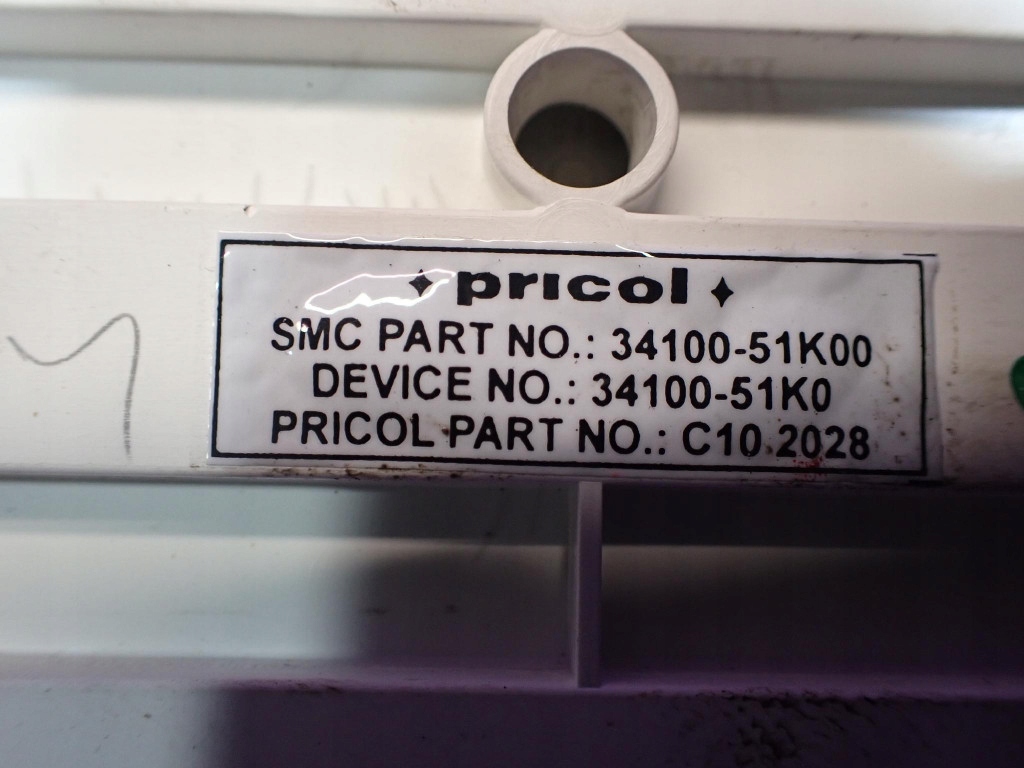 pricol
SMC PART NO.: 34100-51K00
DEVICE NO.: 34100-51K0
PRICOL PART NO.: C10 2028